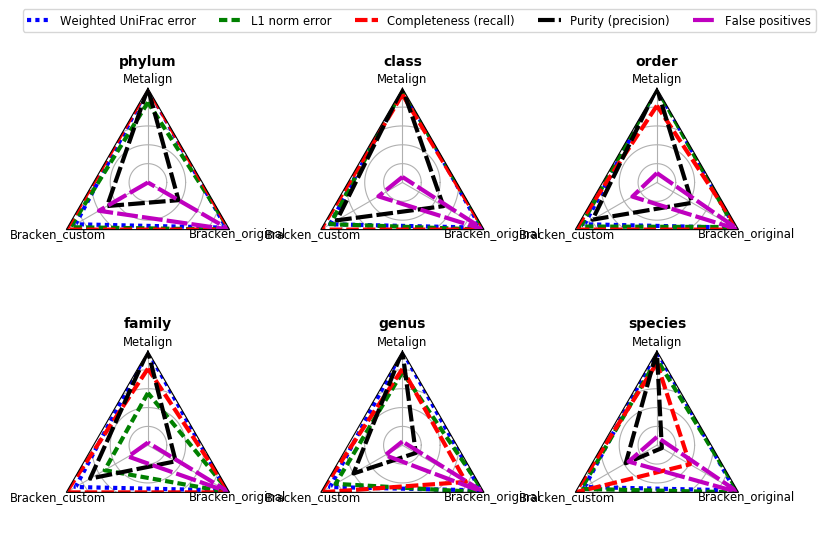 Weighted UniFrac error L1 norm error Completeness (recall) Purity (precision) False positives
phylum class order
Metalign Metalign Metalign
Bracken_custom Bracken_original Bracken_custom Bracken_original Bracken_custom Bracken_original
family genus species
Metalign Metalign Metalign
Bracken_custom Bracken_original Bracken_custom Bracken_original Bracken_custom Bracken_original